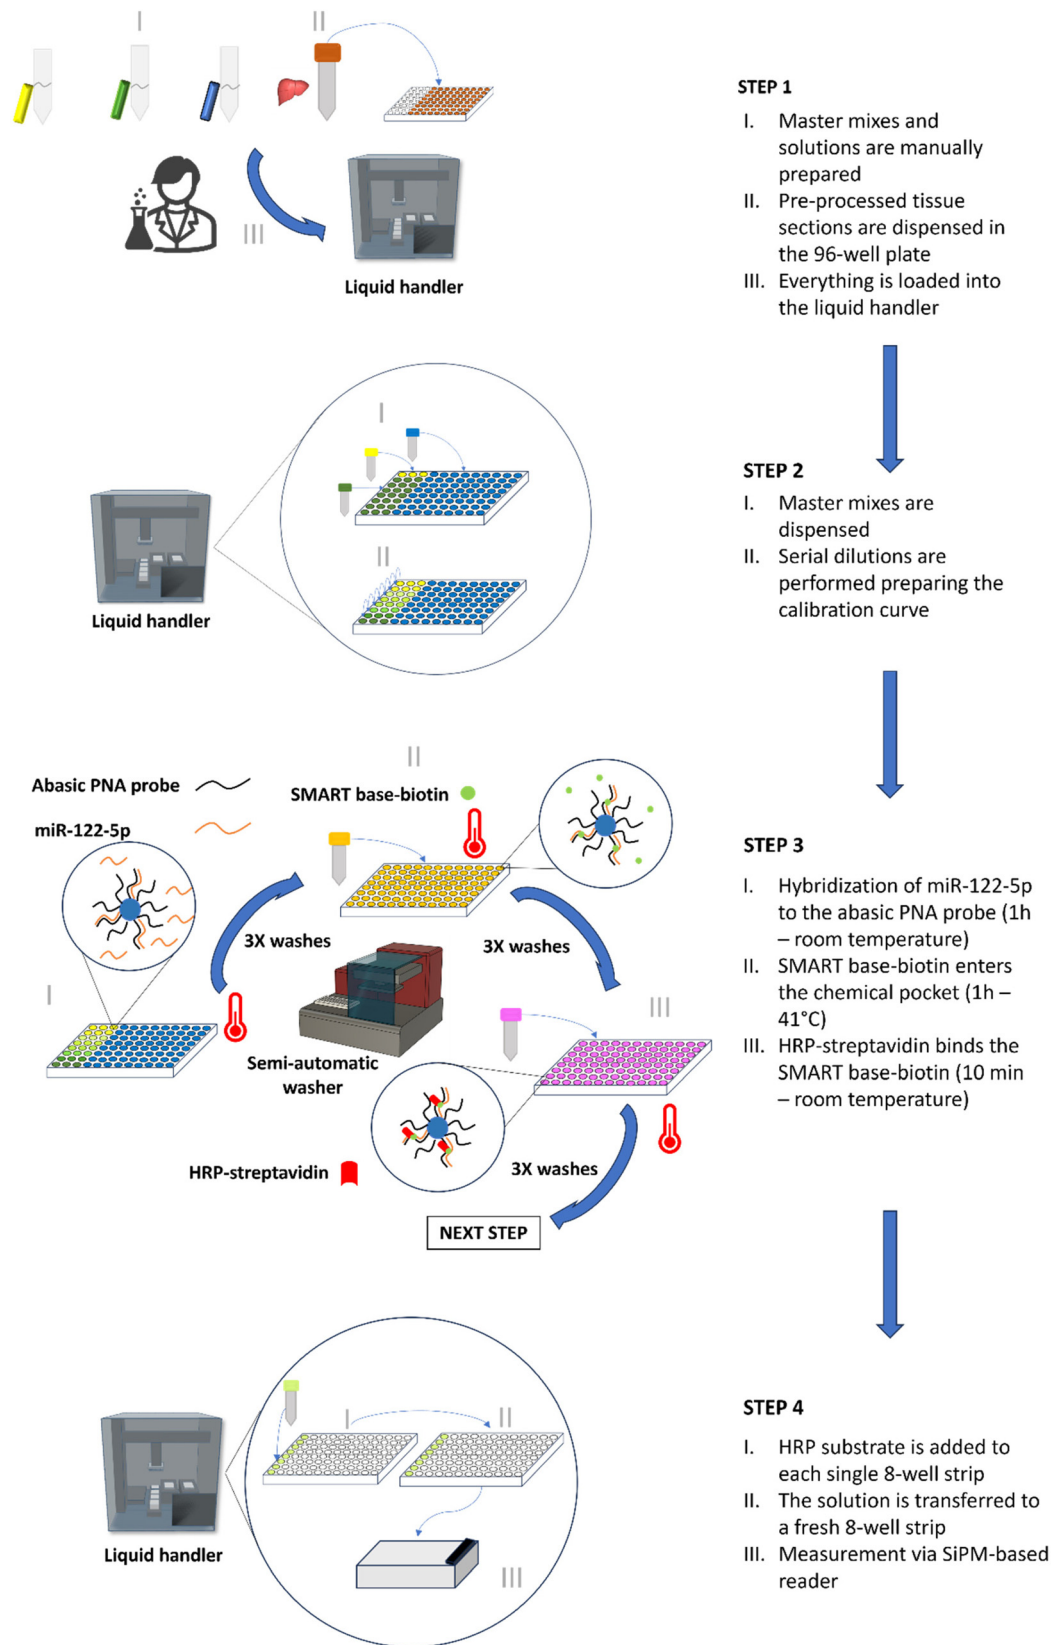 I
II
III
Liquid handler
STEP 1
I. Master mixes and
solutions are manually
prepared
II. Pre-processed tissue
sections are dispensed in
the 96-well plate
III. Everything is loaded into
the liquid handler
I
II
Liquid handler
STEP 2
I. Master mixes are
dispensed
II. Serial dilutions are
performed preparing the
calibration curve
II
Abasic PNA probe
miR-122-5p
SMART base-biotin
3X washes
3X washes
I
III
Semi-automatic
washer
HRP-streptavidin
3X washes
NEXT STEP
STEP 3
I. Hybridization of miR-122-5p
to the abasic PNA probe (1h
– room temperature)
II. SMART base-biotin enters
the chemical pocket (1h –
41°C)
III. HRP-streptavidin binds the
SMART base-biotin (10 min
– room temperature)
I
II
III
Liquid handler
STEP 4
I. HRP substrate is added to
each single 8-well strip
II. The solution is transferred to
a fresh 8-well strip
III. Measurement via SiPM-based
reader